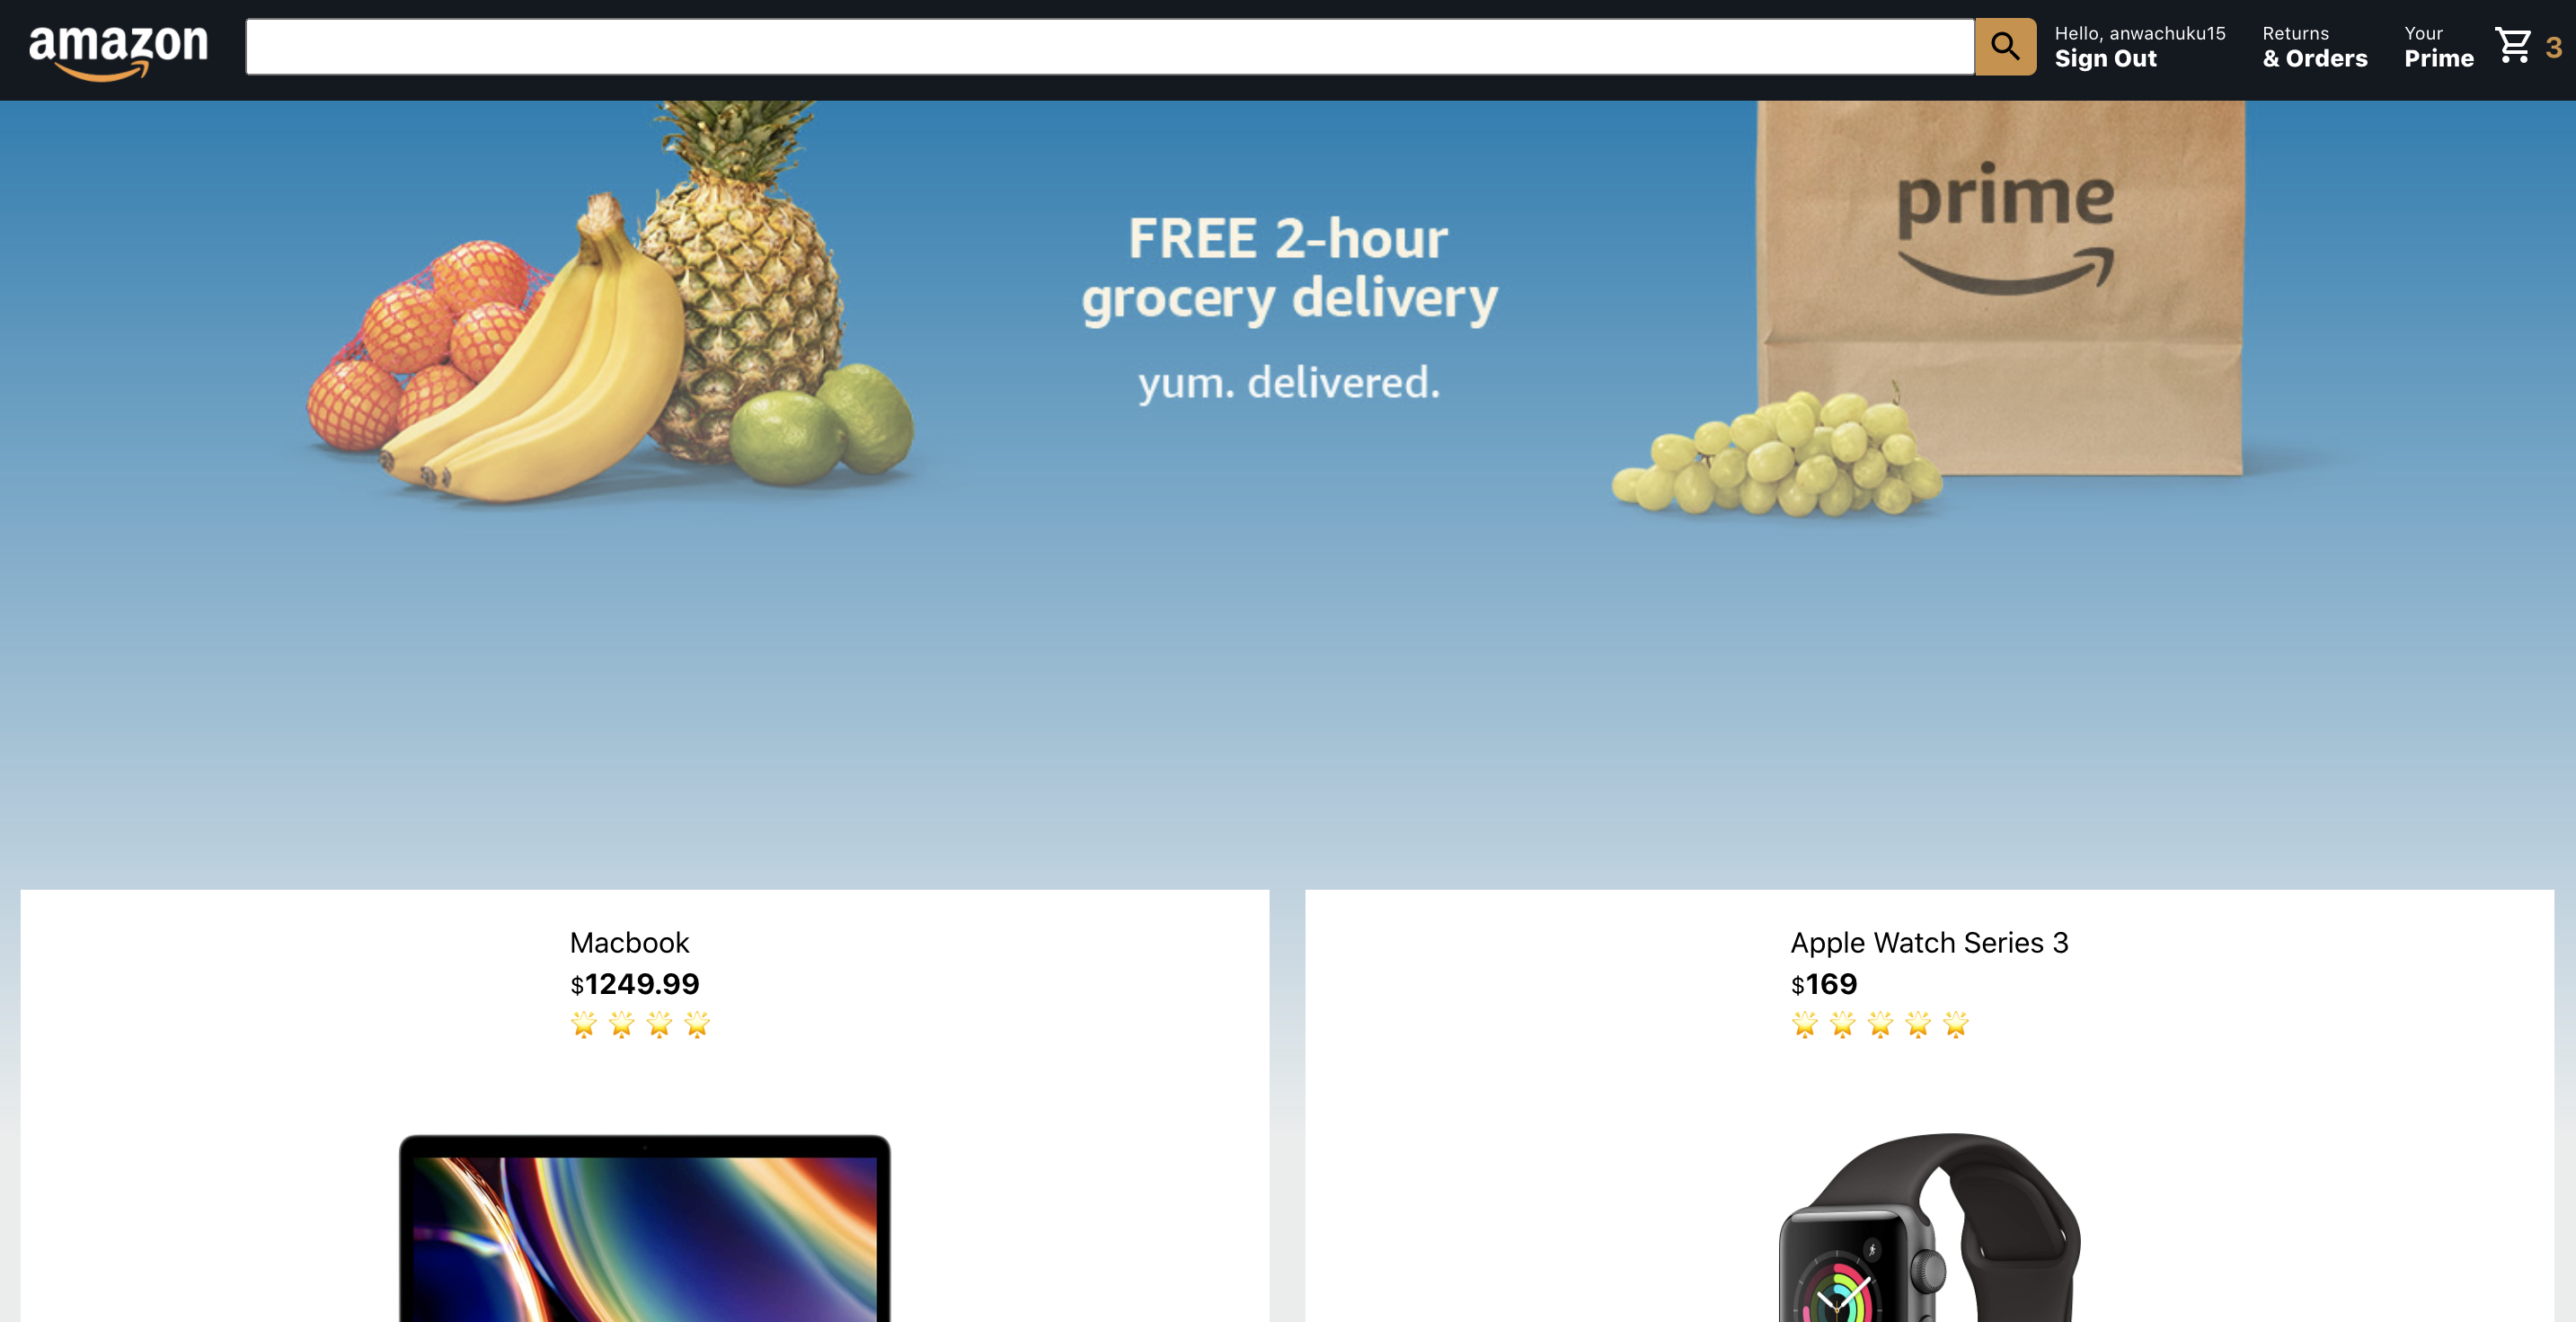 amazon
Hello, anwachuku15
Sign Out
Returns
& Orders
Your
Prime
3
prime
FREE 2-hour
grocery delivery
yum. delivered.
Macbook
$1249.99
Apple Watch Series 3
$169